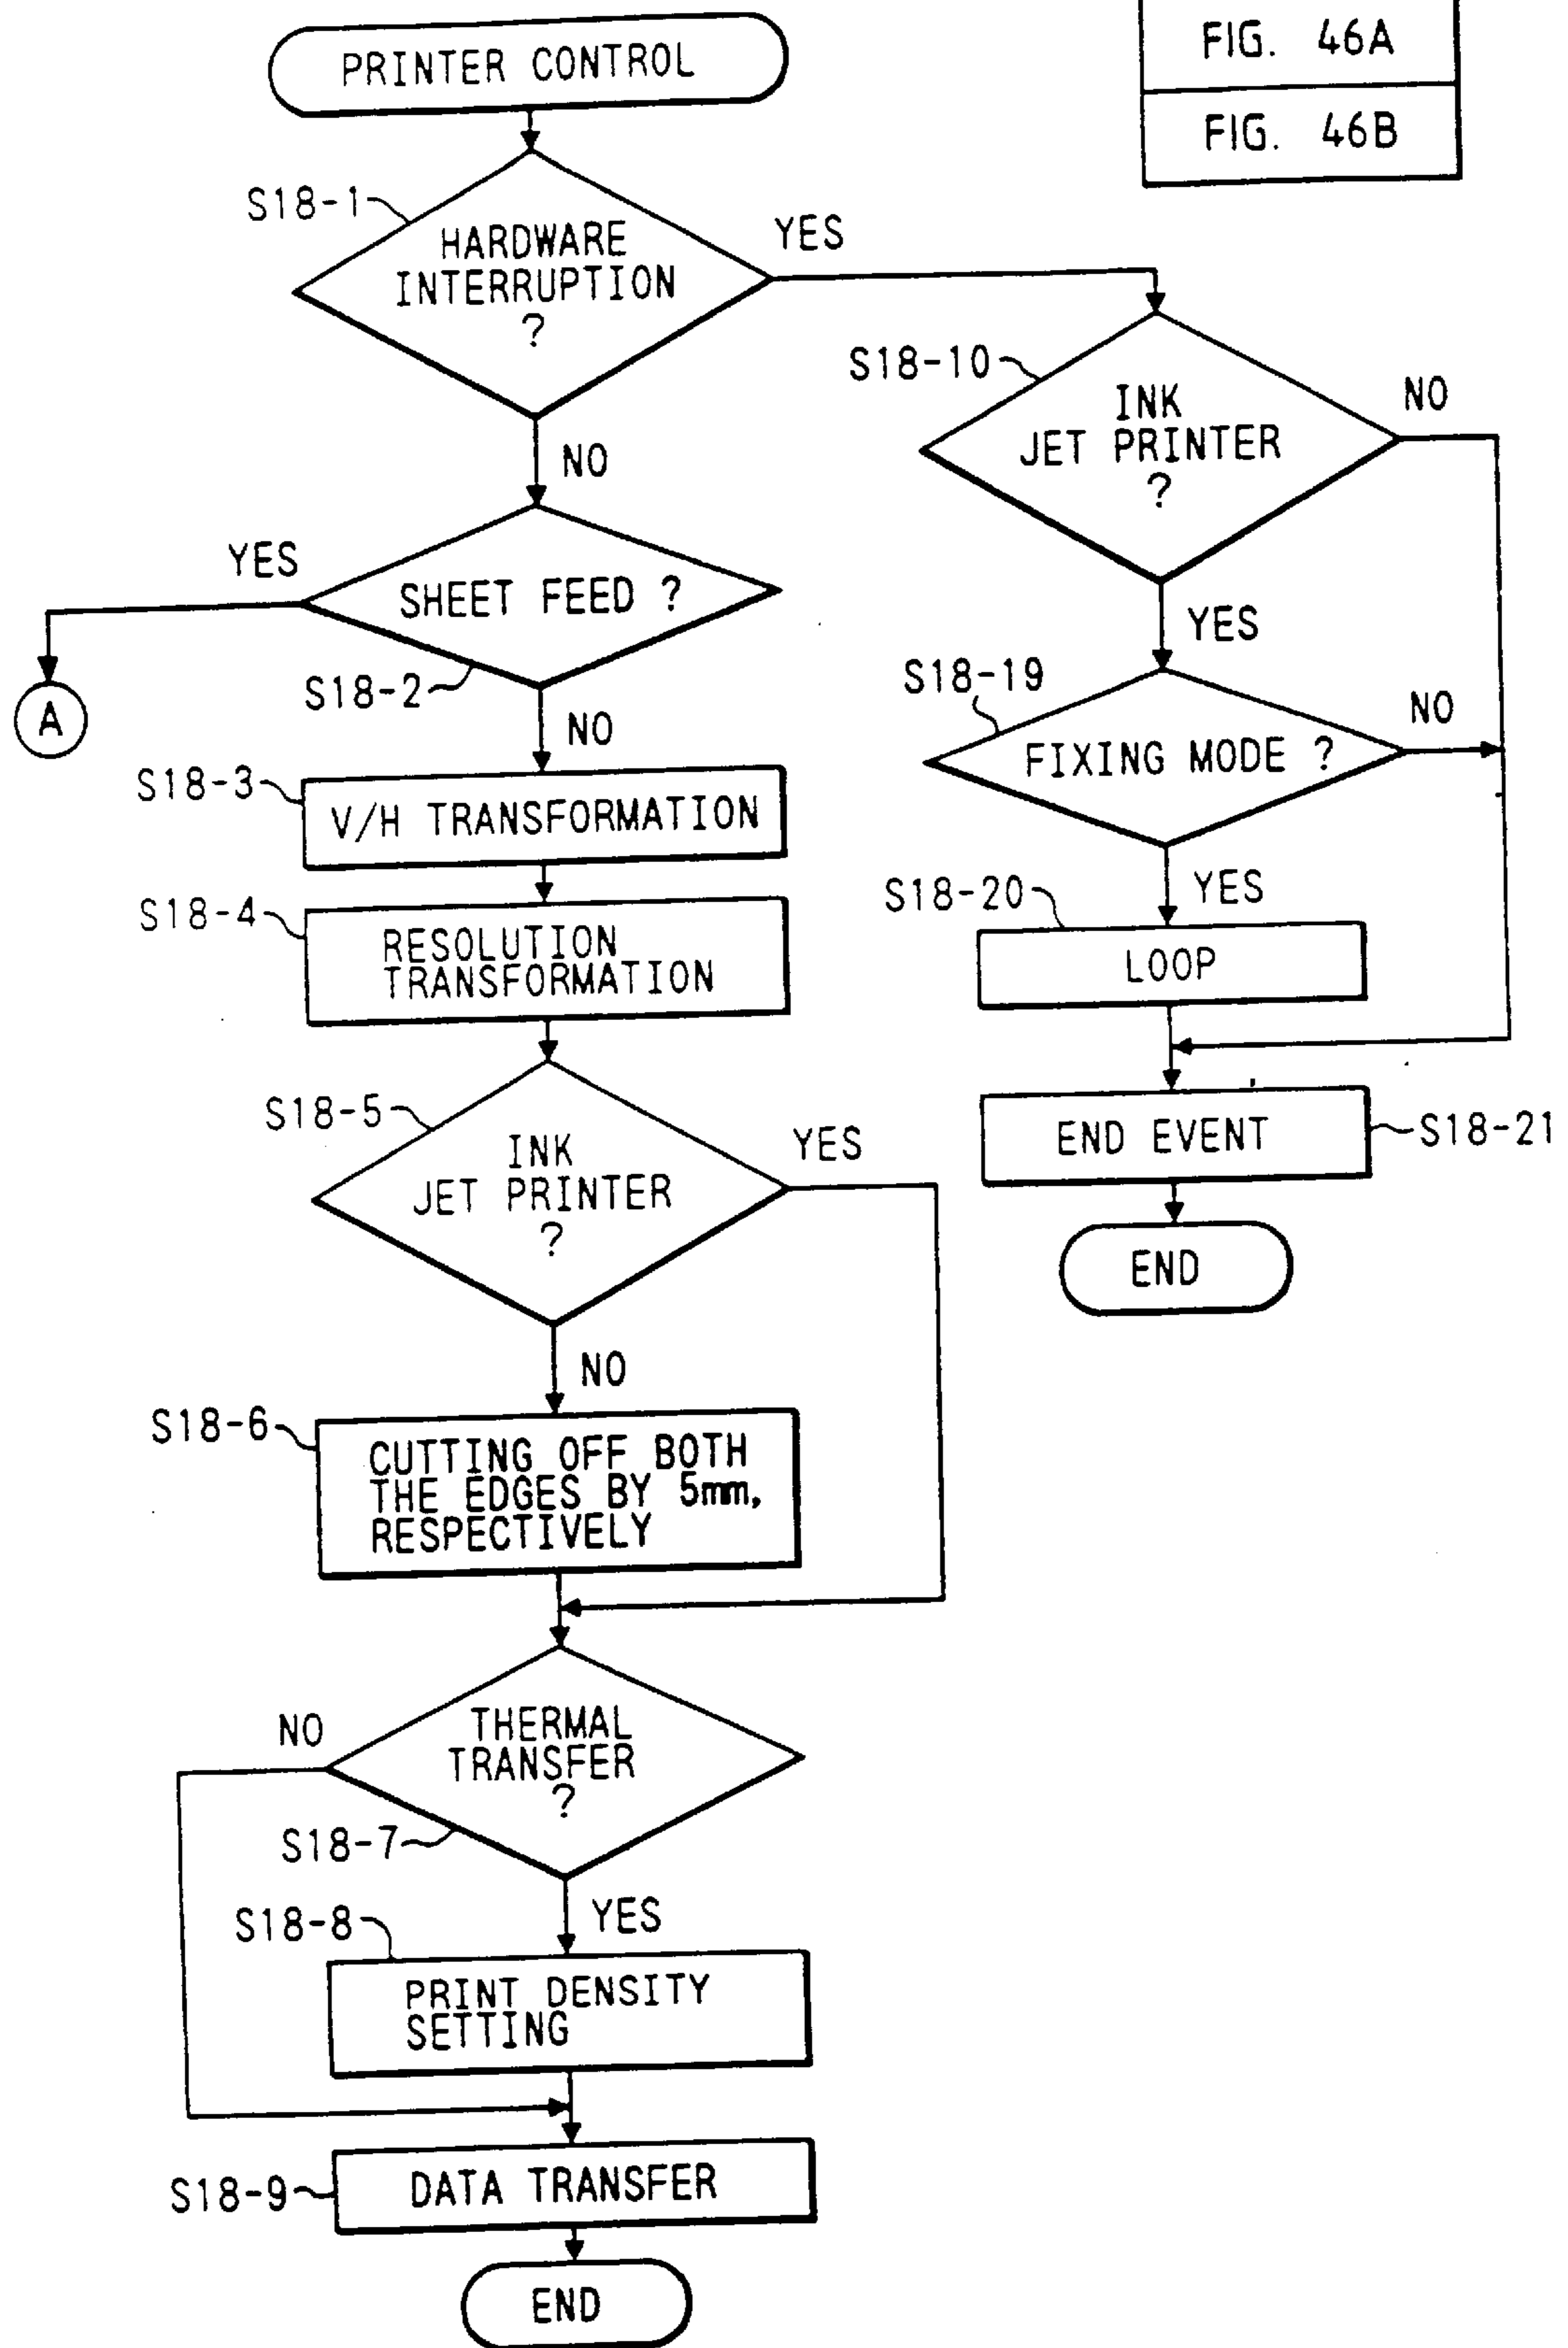 FIG. 46A
FIG. 46B
PRINTER CONTROL
S18-1
HARDWARE
INTERRUPTION
?
YES
NO
S18-10
INK
JET PRINTER
?
NO
YES
YES
SHEET FEED ?
S18-2
NO
A
S18-19
FIXING MODE ?
NO
YES
S18-3
V/H TRANSFORMATION
S18-4
RESOLUTION
TRANSFORMATION
S18-20
LOOP
END EVENT
S18-21
END
S18-5
INK
JET PRINTER
?
YES
NO
S18-6
CUTTING OFF BOTH
THE EDGES BY 5mm,
RESPECTIVELY
NO
THERMAL
TRANSFER
?
S18-7
YES
S18-8
PRINT DENSITY
SETTING
S18-9
DATA TRANSFER
END